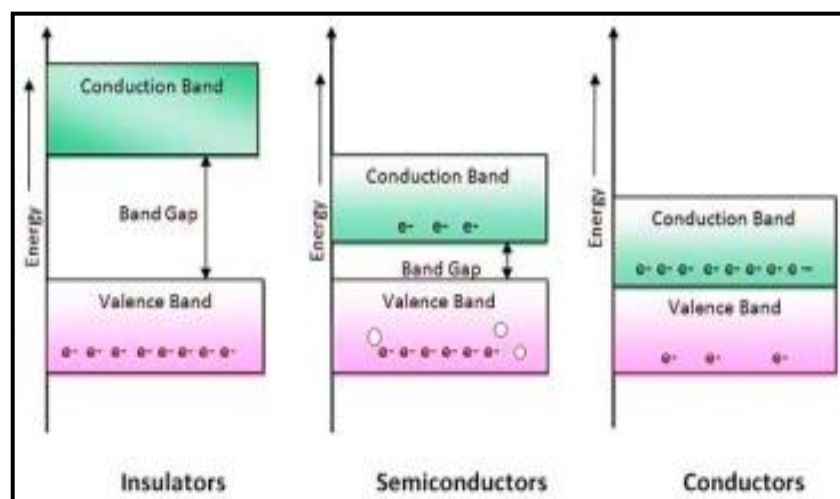 Energy
Conduction Band
Band Gap
Valence Band
e- e- e- e- e- e- e- e-
Insulators
Energy
Conduction Band
e- e- e-
Band Gap
Valence Band
e- e- e- e- e- e- e-
Semiconductors
Energy
Conduction Band
e- e- e- e- e- e- e- e-
Valence Band
e- e- e-
Conductors